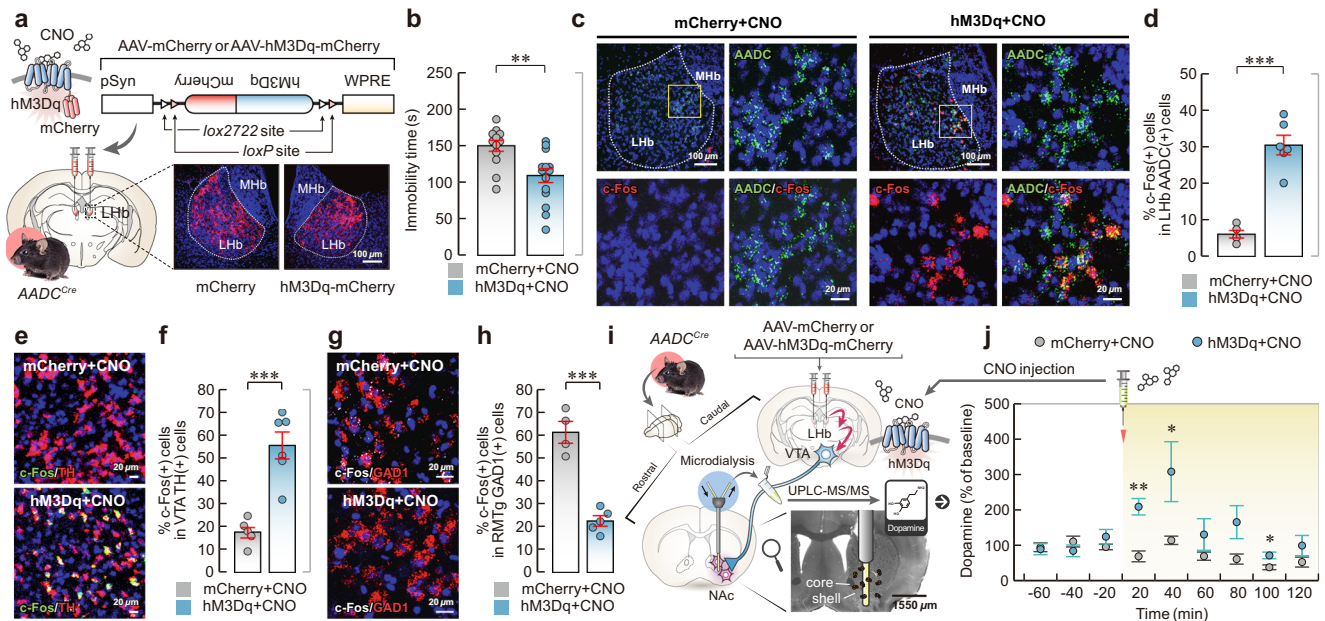 a
CNO
AAV-mCherry or AAV-hM3Dq-mCherry
pSyn
mCherry
hM3Dq
WPRE
hM3Dq
mCherry
lox2722 site
loxP site
LHb
AADCCre
MHb
LHb
mCherry
MHb
LHb
100 µm
hM3Dq-mCherry
b
**
Immobility time (s)
250
200
150
100
50
0
mCherry+CNO
hM3Dq+CNO
c
mCherry+CNO
hM3Dq+CNO
MHb
LHb
100 µm
AADC
c-Fos
AADC/c-Fos
20 µm
MHb
LHb
100 µm
AADC
c-Fos
AADC/c-Fos
20 µm
d
***
% c-Fos(+) cells
in LHb AADC(+) cells
50
40
30
20
10
0
mCherry+CNO
hM3Dq+CNO
e
mCherry+CNO
c-Fos/TH
20 µm
hM3Dq+CNO
c-Fos/TH
20 µm
f
***
% c-Fos(+) cells
in VTA TH(+) cells
80
70
60
50
40
30
20
10
0
mCherry+CNO
hM3Dq+CNO
g
mCherry+CNO
c-Fos/GAD1
20 µm
hM3Dq+CNO
c-Fos/GAD1
20 µm
h
***
% c-Fos(+) cells
in RMTg GAD1(+) cells
80
70
60
50
40
30
20
10
0
mCherry+CNO
hM3Dq+CNO
i
AADCCre
AAV-mCherry or
AAV-hM3Dq-mCherry
Caudal
Rostral
LHb
VTA
CNO
hM3Dq
Microdialysis
UPLC-MS/MS
Dopamine
NAc
core
shell
1550 µm
j
mCherry+CNO
hM3Dq+CNO
CNO injection
Dopamine (% of baseline)
500
400
300
200
100
0
**
*
*
-60
-40
-20
20
40
60
80
100
120
Time (min)